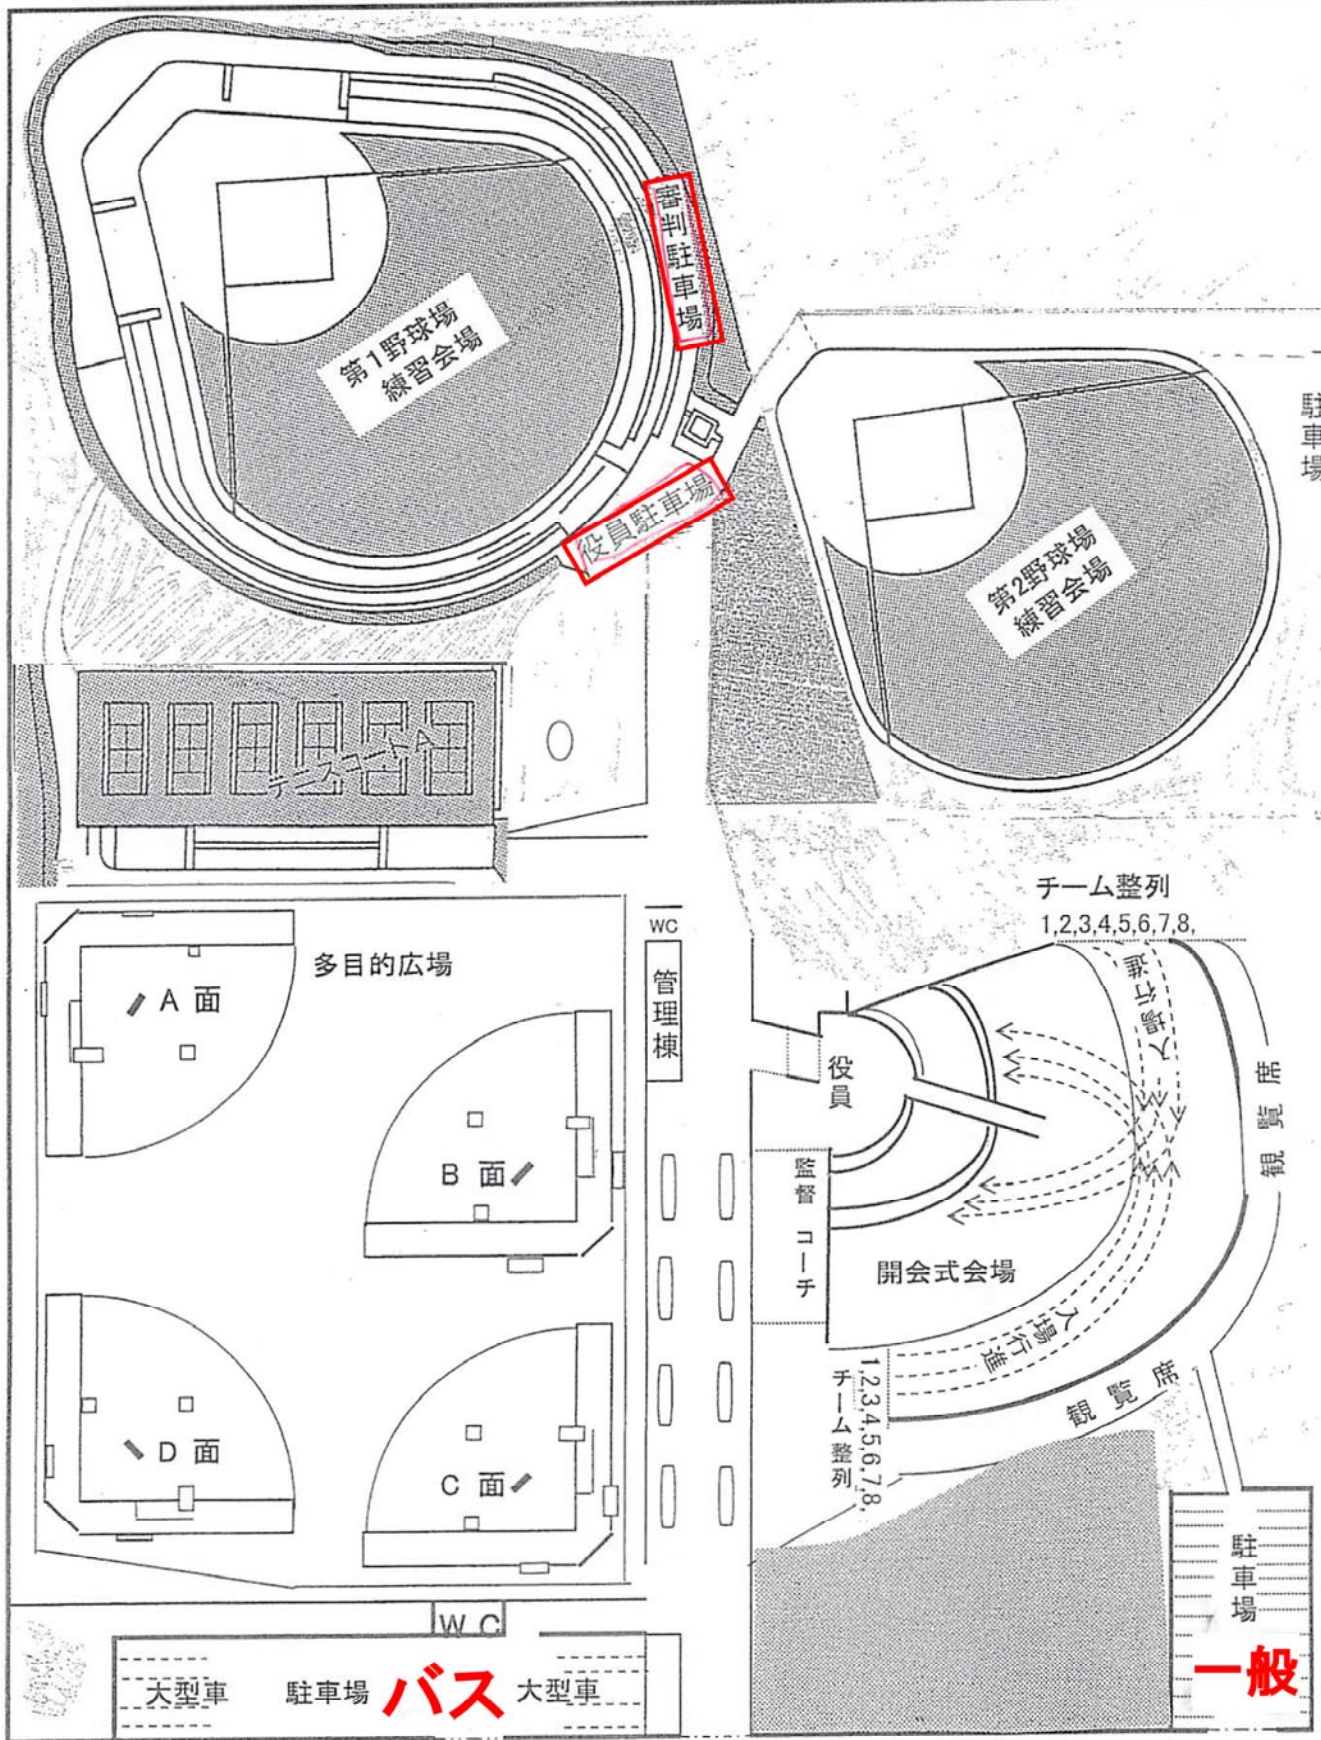 審判駐車場
第1野球場
練習会場
駐車場
役員駐車場
第2野球場
練習会場
テニスコート
チーム整列
1,2,3,4,5,6,7,8,
WC
管理棟
多目的広場
A 面
入場行進
役員
観覧席
B 面
監督 コーチ
開会式会場
入場行進
観覧席
1,2,3,4,5,6,7,8,
チーム整列
D 面
C 面
駐車場
一般
WC
大型車
駐車場
バス
大型車